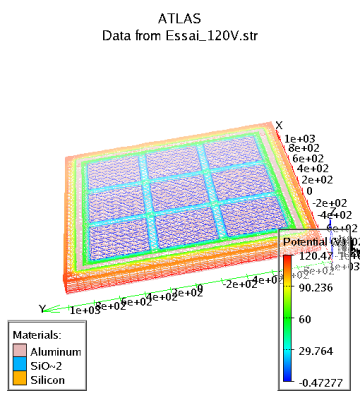 ATLAS
Data from Essai_120V.str
X
1e+03
8e+02
6e+02
4e+02
2e+02
0
-2e+02
-4e+02
Potential (V)
120.47
90.236
60
29.764
-0.47277
Y
1e+03
8e+02
6e+02
4e+02
2e+02
0
-2e+02
-4e+02
Materials:
Aluminum
SiO~2
Silicon